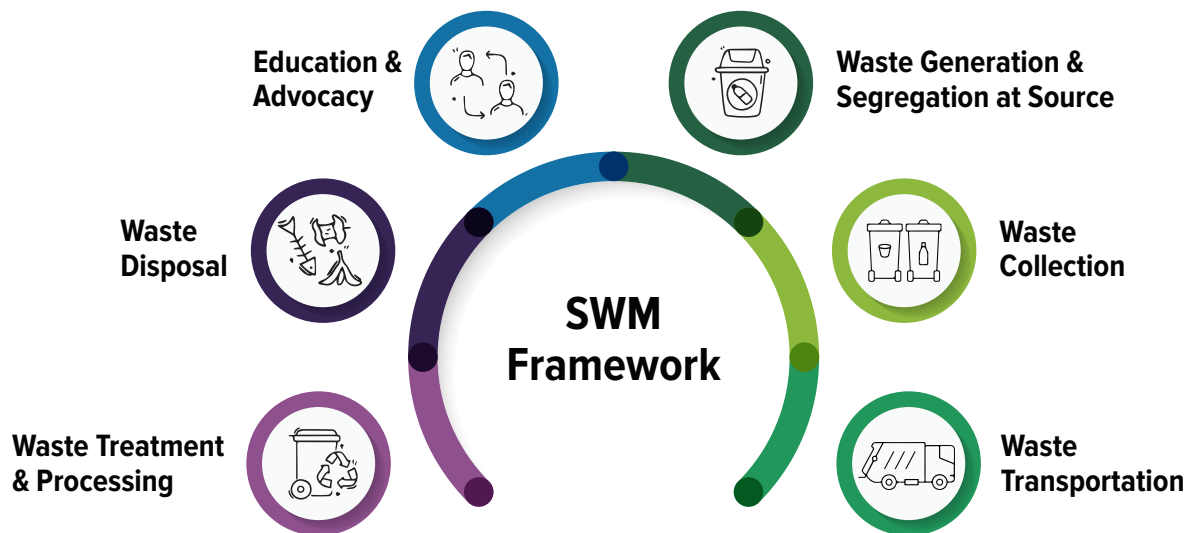 Education &
Advocacy
Waste Generation &
Segregation at Source
Waste
Disposal
Waste
Collection
SWM
Framework
Waste Treatment
& Processing
Waste
Transportation